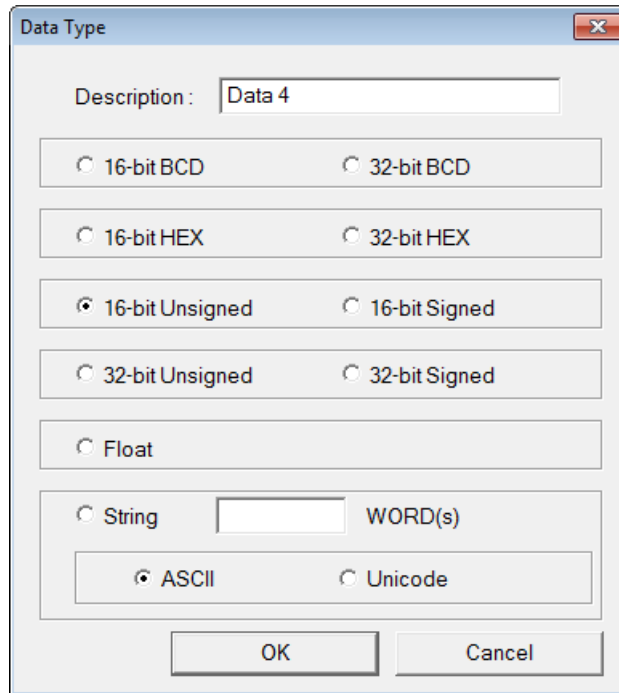 Data Type
Description : Data 4
16-bit BCD 32-bit BCD
16-bit HEX 32-bit HEX
16-bit Unsigned 16-bit Signed
32-bit Unsigned 32-bit Signed
Float
String WORD(s)
ASCII Unicode
OK Cancel